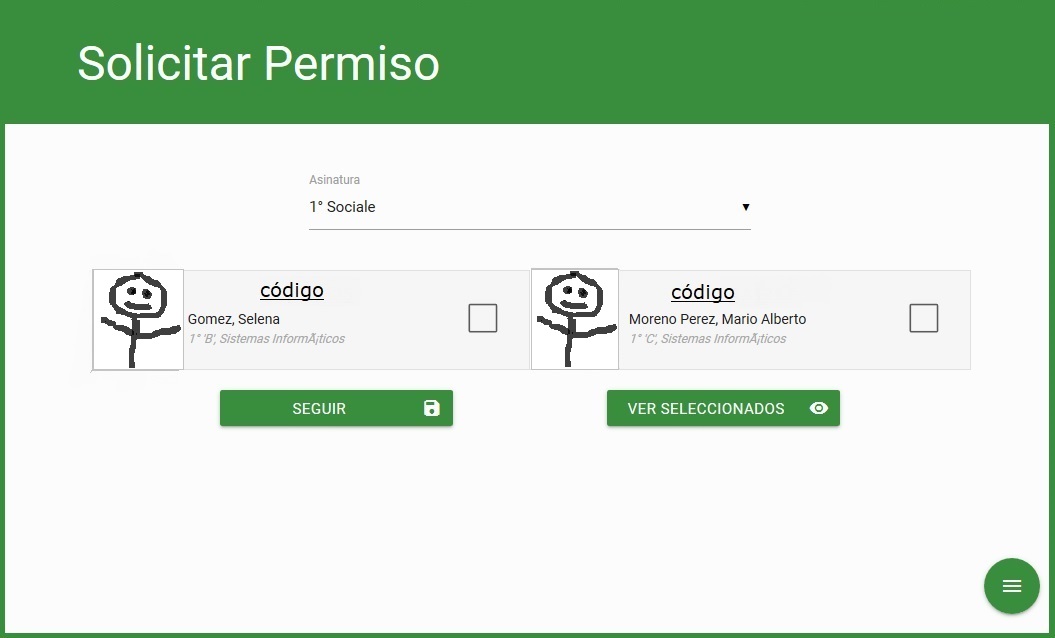 Solicitar Permiso
Asinatura
1° Sociale
▼
código
Gomez, Selena
1° 'B', Sistemas InformÃ¡ticos
código
Moreno Perez, Mario Alberto
1° 'C', Sistemas InformÃ¡ticos
SEGUIR
VER SELECCIONADOS